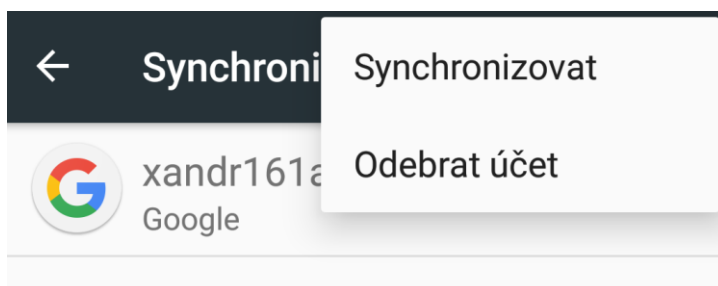 Synchroni
Synchronizovat
xandr161a
Odebrat účet
Google